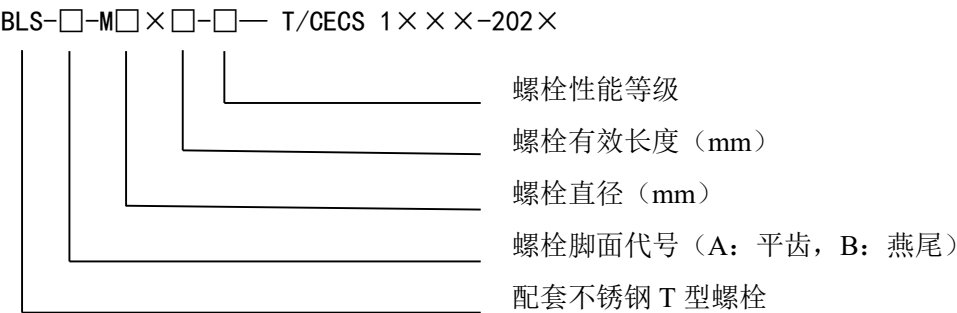 BLS-□-M□×□-□— T/CECS 1×××-202×
螺栓性能等级
螺栓有效长度（mm）
螺栓直径（mm）
螺栓脚面代号（A：平齿，B：燕尾）
配套不锈钢 T 型螺栓